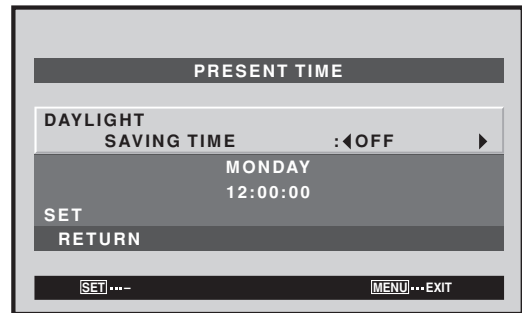 PRESENT TIME
DAYLIGHT
SAVING TIME :◀OFF ▶
MONDAY
12:00:00
SET
RETURN
SET ···– MENU ···EXIT